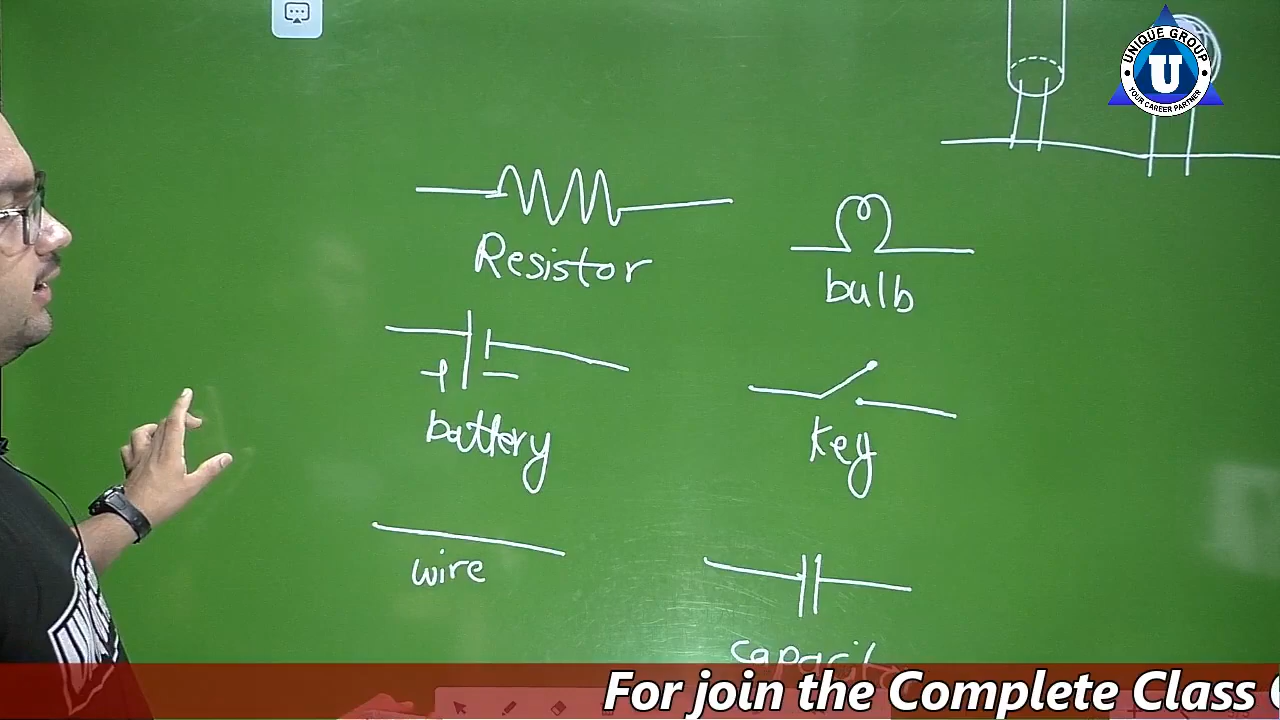 UNIQUE GROUP
U
YOUR CAREER PARTNER
Resistor
bulb
+ -
battery
key
wire
For join the Complete Class